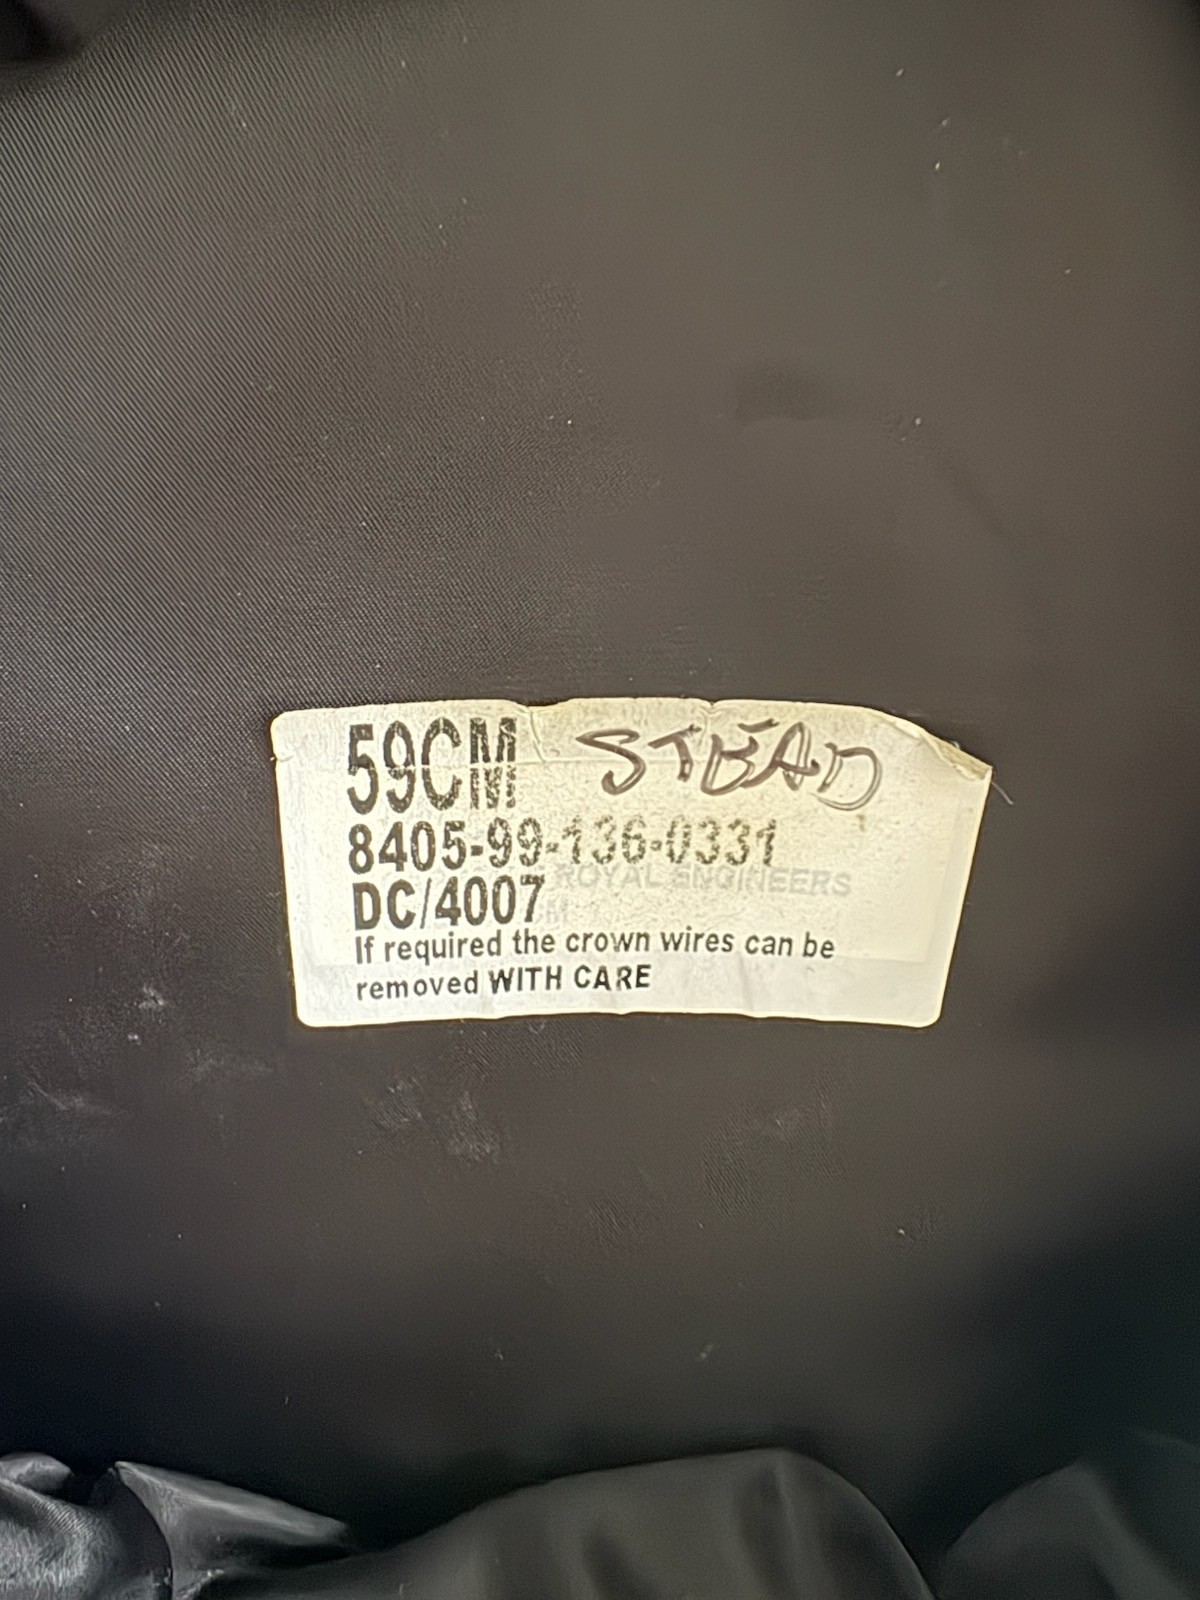 59CM STEAD
8405-99-136-0331
ROYAL ENGINEERS
DC/4007
If required the crown wires can be
removed WITH CARE